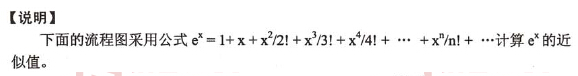 【说明】
下面的流程图采用公式 eˣ = 1+ x + x²/2! + x³/3! + x⁴/4! + ··· + xⁿ/n! + ···计算 eˣ 的近
似值。